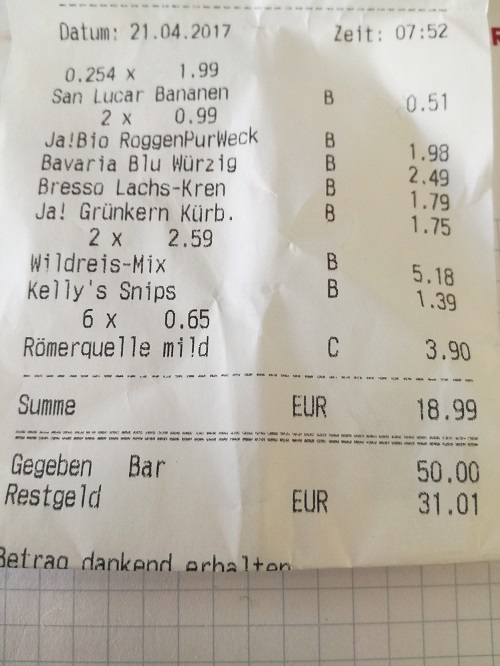 Datum: 21.04.2017 Zeit: 07:52
0.254 x 1.99
San Lucar Bananen B 0.51
2 x 0.99
Ja!Bio RoggenPurWeck B 1.98
Bavaria Blu Würzig B 2.49
Bresso Lachs-Kren B 1.79
Ja! Grünkern Kürb. B 1.75
2 x 2.59
Wildreis-Mix B 5.18
Kelly's Snips B 1.39
6 x 0.65
Römerquelle mild C 3.90
Summe EUR 18.99
Gegeben Bar 50.00
Restgeld EUR 31.01
Betrag dankend erhalten